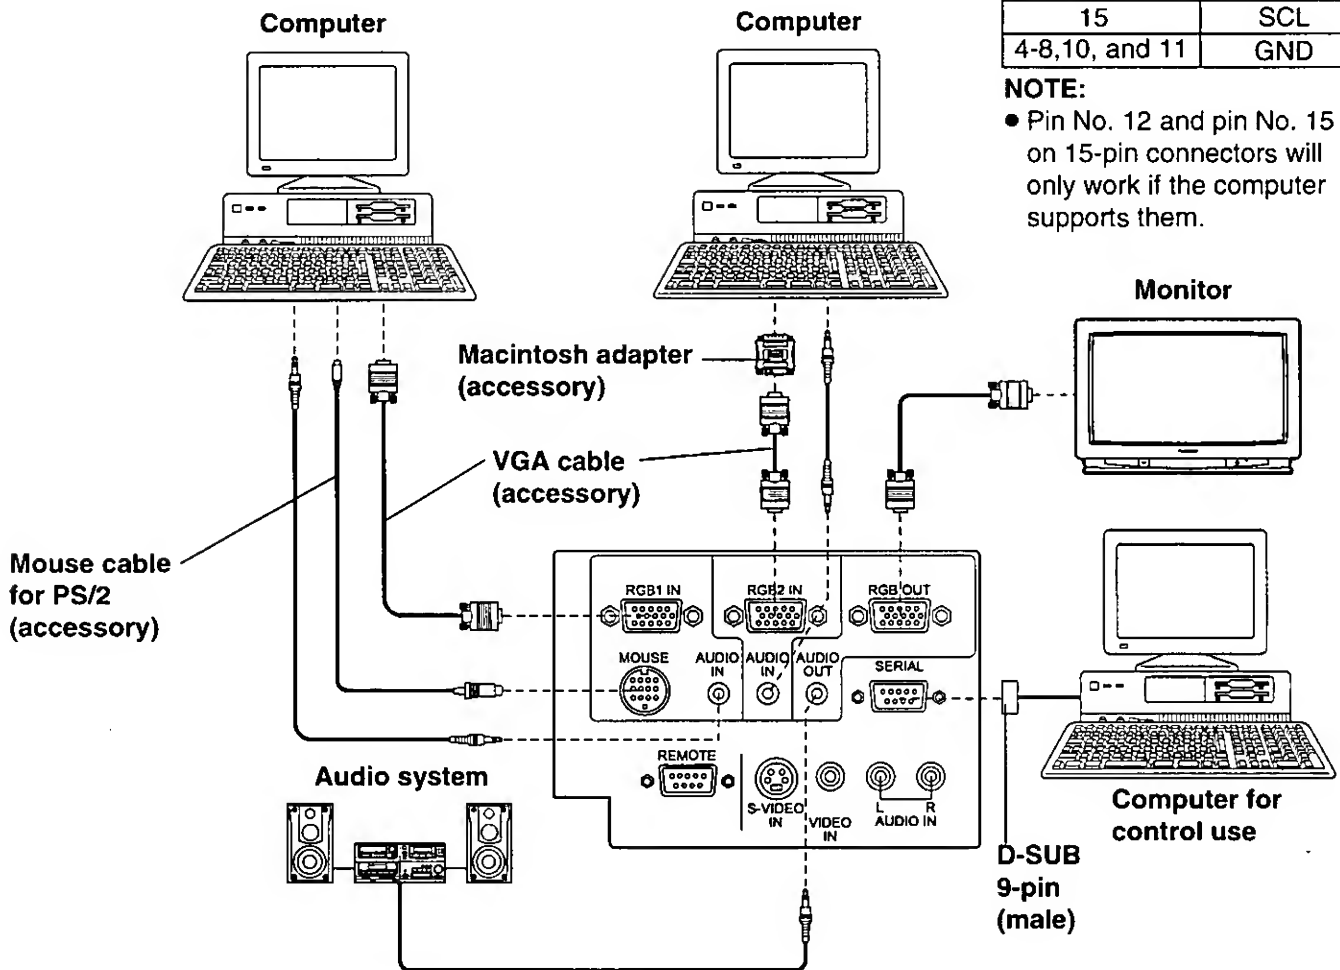 Computer
Computer
15 SCL
4-8,10, and 11 GND
NOTE:
● Pin No. 12 and pin No. 15
on 15-pin connectors will
only work if the computer
supports them.
Monitor
Macintosh adapter
(accessory)
VGA cable
(accessory)
Mouse cable
for PS/2
(accessory)
RGB1 IN
RGB2 IN
RGB OUT
MOUSE
AUDIO
IN
AUDIO
IN
AUDIO
OUT
SERIAL
REMOTE
S-VIDEO
IN
VIDEO
IN
L R
AUDIO IN
Audio system
Computer for
control use
D-SUB
9-pin
(male)